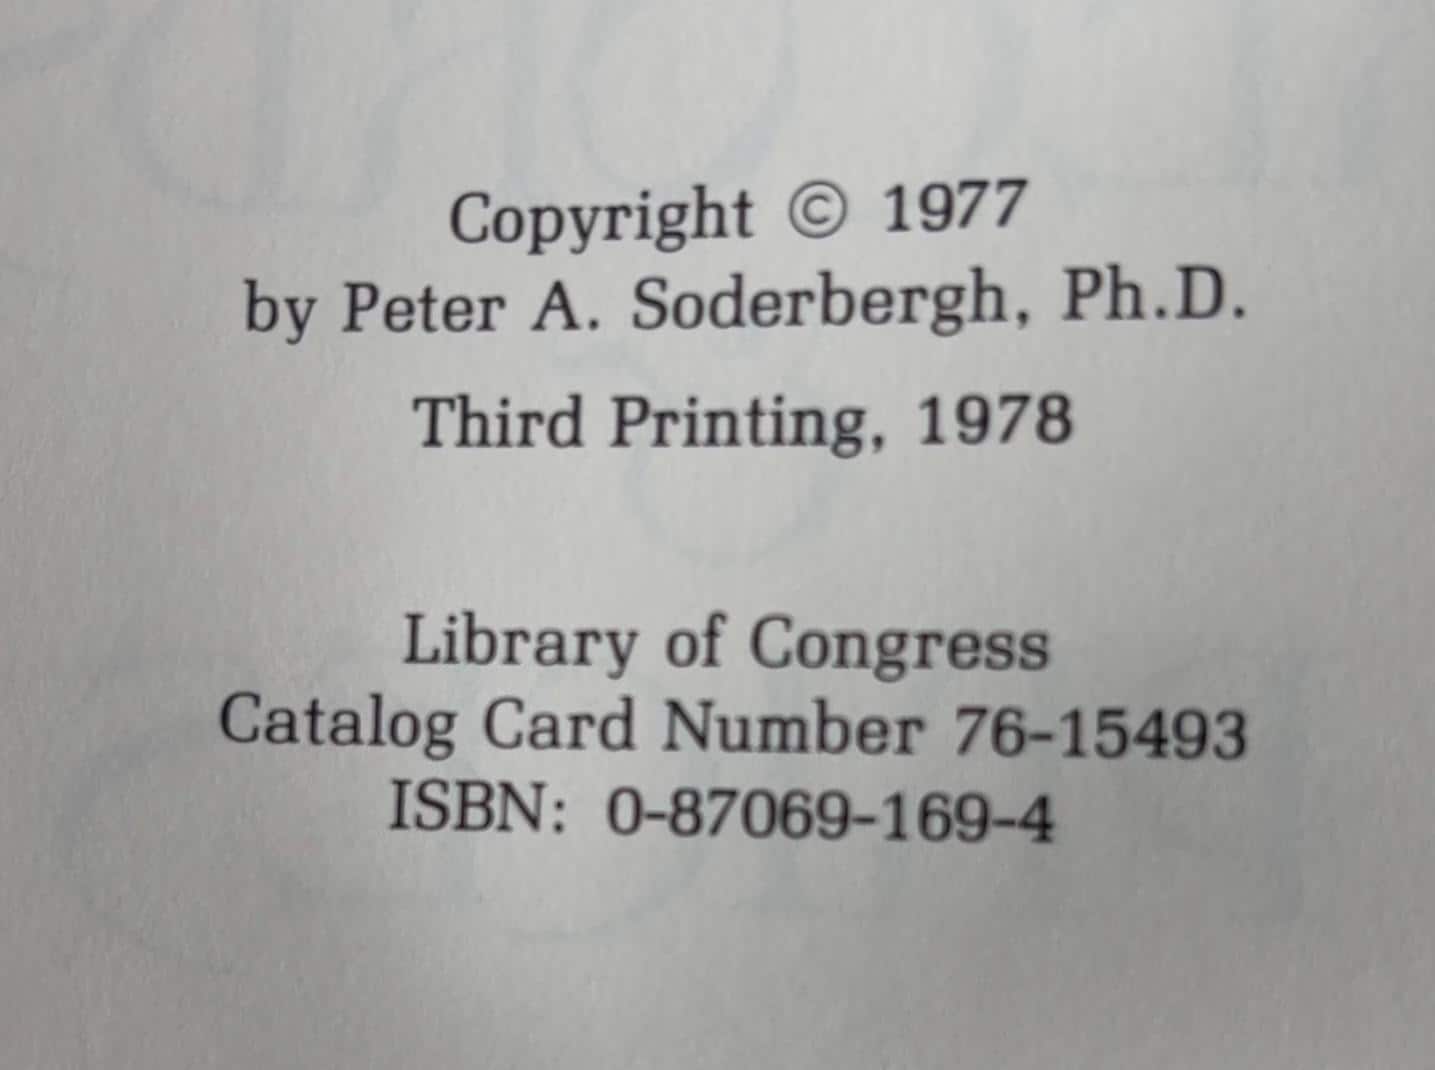 Copyright © 1977
by Peter A. Soderbergh, Ph.D.
Third Printing, 1978
Library of Congress
Catalog Card Number 76-15493
ISBN: 0-87069-169-4